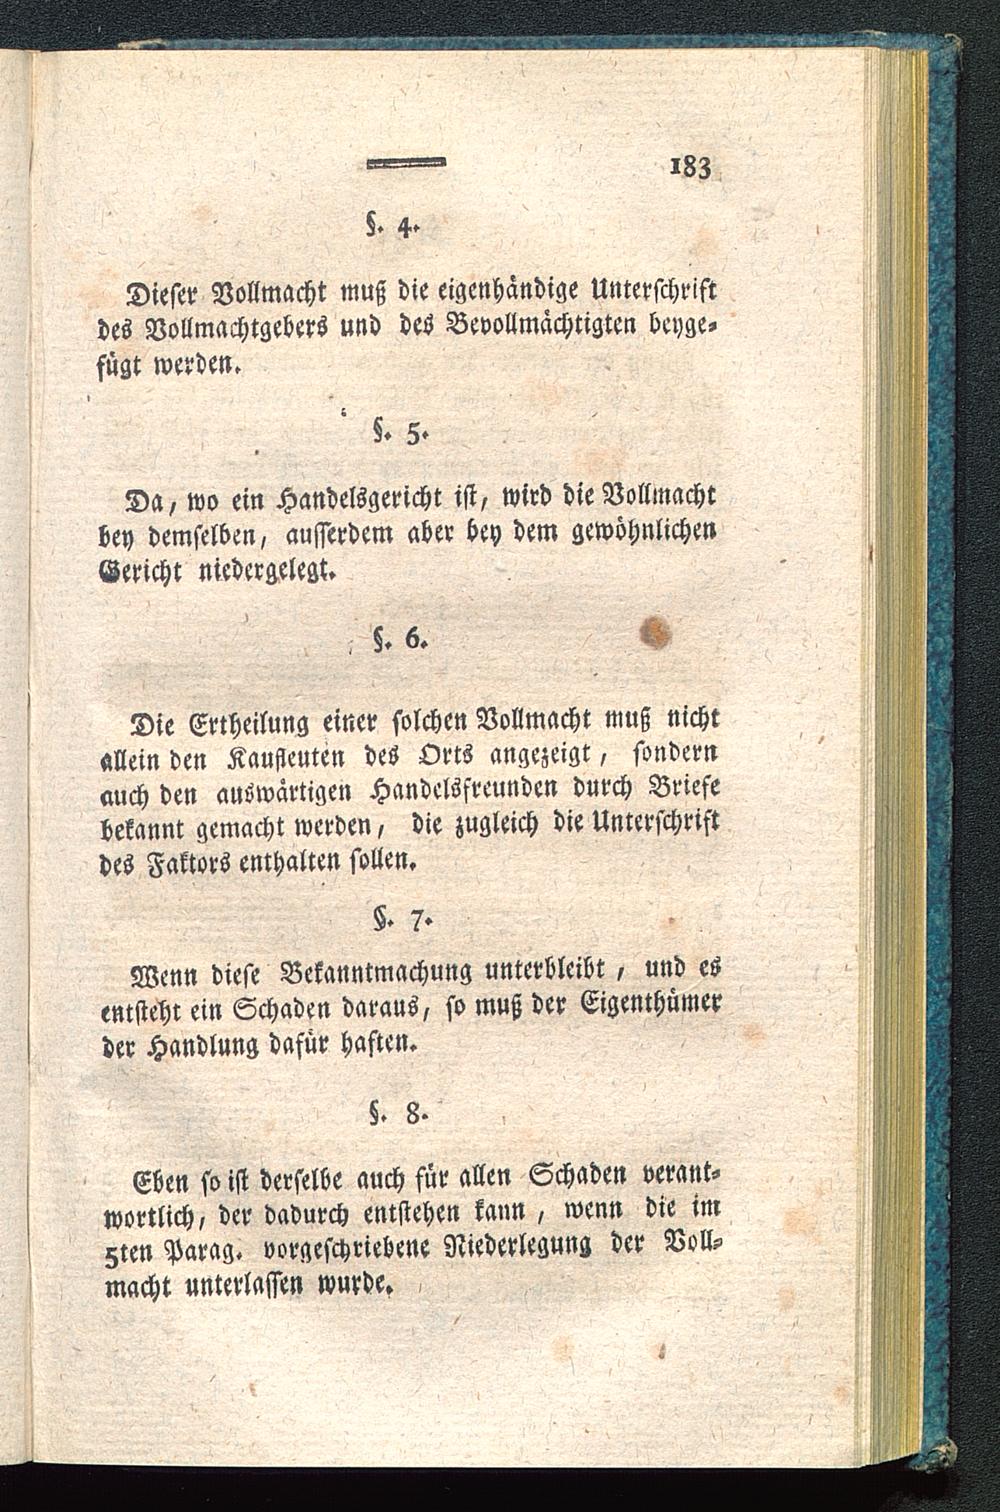 183
§. 4.
Dieser Vollmacht muß die eigenhändige Unterschrift
des Vollmachtgebers und des Bevollmächtigten beyge-
fügt werden.
§. 5.
Da, wo ein Handelsgericht ist, wird die Vollmacht
bey demselben, ausserdem aber bey dem gewöhnlichen
Gericht niedergelegt.
§. 6.
Die Ertheilung einer solchen Vollmacht muß nicht
allein den Kaufleuten des Orts angezeigt, sondern
auch den auswärtigen Handelsfreunden durch Briefe
bekannt gemacht werden, die zugleich die Unterschrift
des Faktors enthalten sollen.
§. 7.
Wenn diese Bekanntmachung unterbleibt, und es
entsteht ein Schaden daraus, so muß der Eigenthümer
der Handlung dafür haften.
§. 8.
Eben so ist derselbe auch für allen Schaden verant-
wortlich, der dadurch entstehen kann, wenn die im
5ten Parag. vorgeschriebene Niederlegung der Voll-
macht unterlassen wurde.